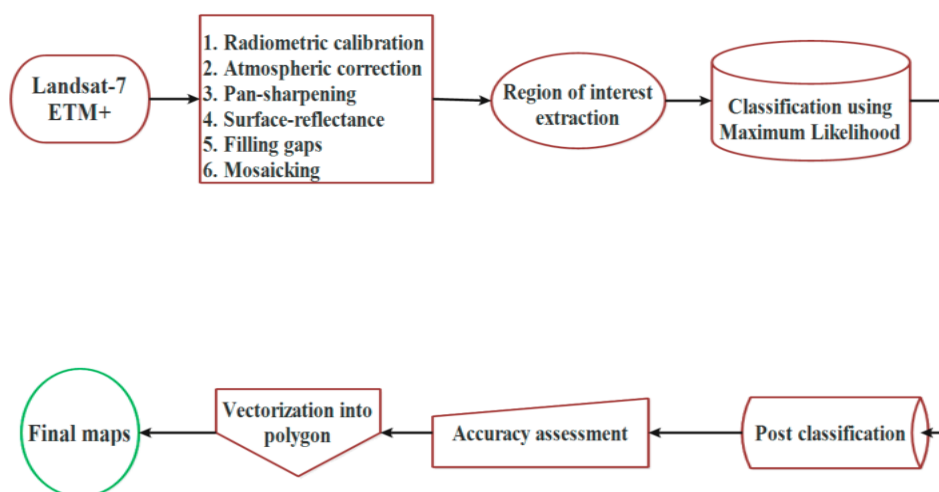 Landsat-7
ETM+
1. Radiometric calibration
2. Atmospheric correction
3. Pan-sharpening
4. Surface-reflectance
5. Filling gaps
6. Mosaicking
Region of interest
extraction
Classification using
Maximum Likelihood
Post classification
Accuracy assessment
Vectorization into
polygon
Final maps